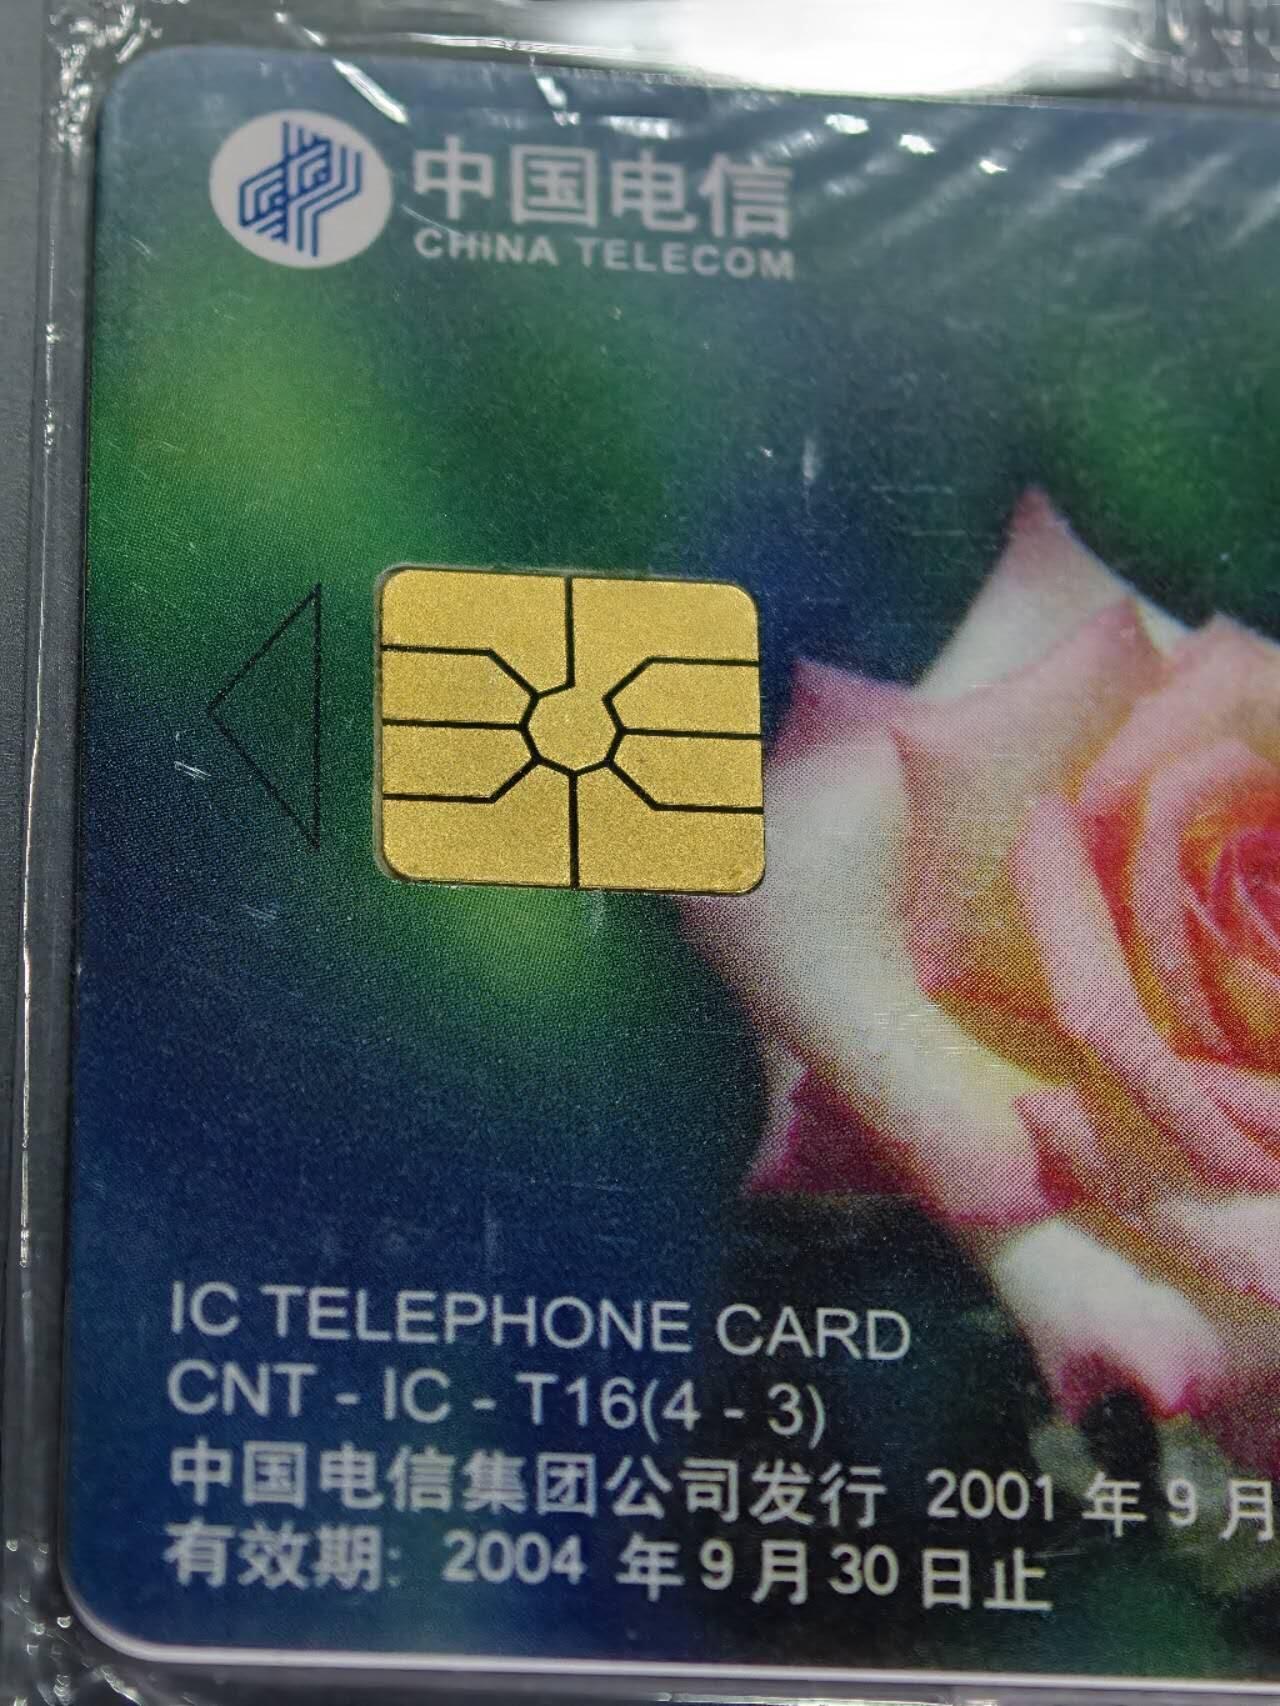 中国电信
CHINA TELECOM
IC TELEPHONE CARD
CNT - IC - T16(4 - 3)
中国电信集团公司发行 2001 年 9 月
有效期: 2004 年 9 月 30 日止